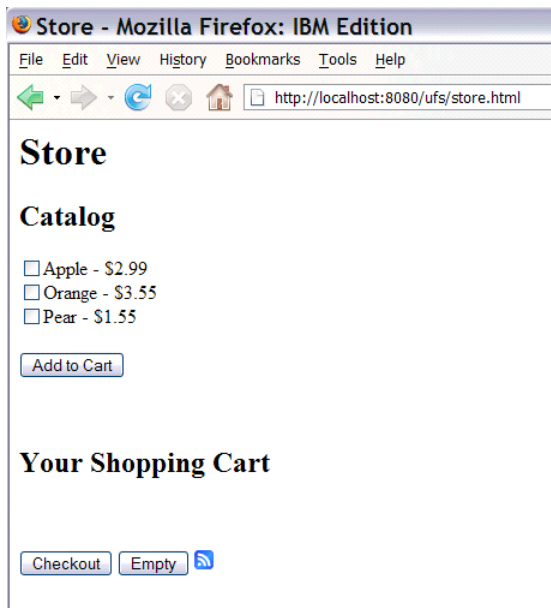 Store - Mozilla Firefox: IBM Edition
File Edit View History Bookmarks Tools Help
http://localhost:8080/ufs/store.html
Store
Catalog
Apple - $2.99
Orange - $3.55
Pear - $1.55
Add to Cart
Your Shopping Cart
Checkout Empty